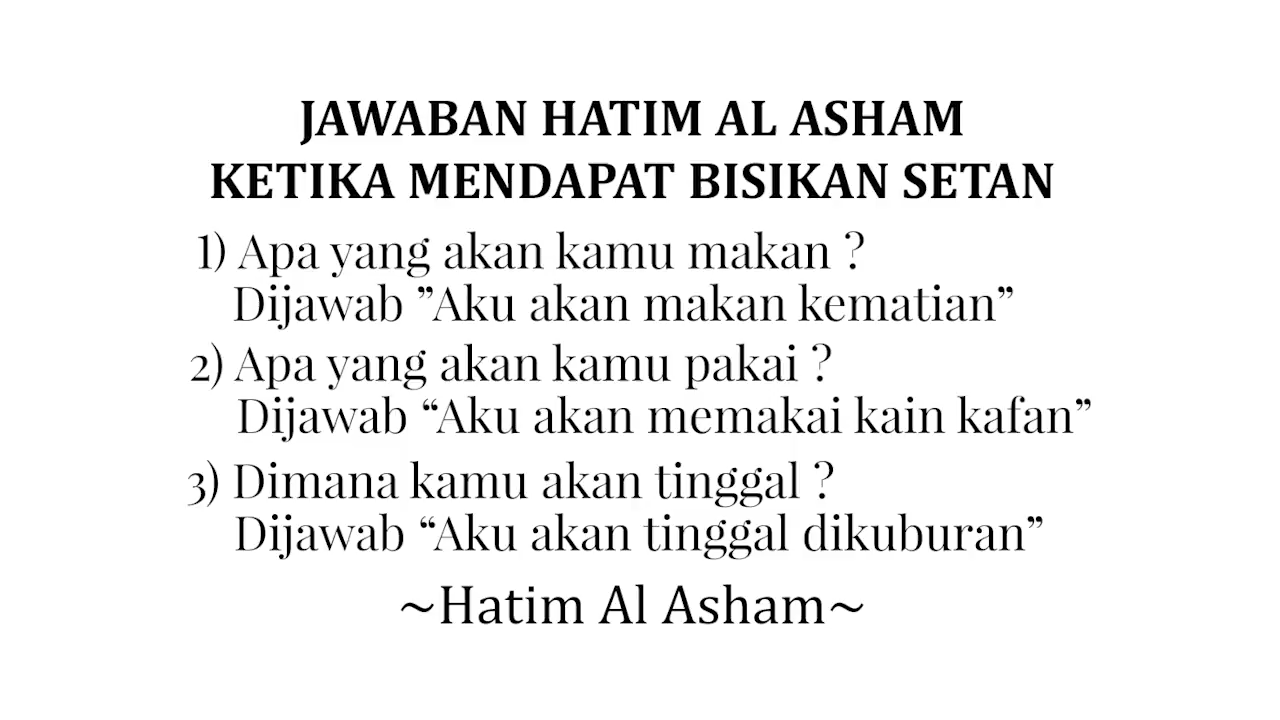 JAWABAN HATIM AL ASHAM
KETIKA MENDAPAT BISIKAN SETAN
1) Apa yang akan kamu makan ?
Dijawab ”Aku akan makan kematian”
2) Apa yang akan kamu pakai ?
Dijawab “Aku akan memakai kain kafan”
3) Dimana kamu akan tinggal ?
Dijawab “Aku akan tinggal dikuburan”
~Hatim Al Asham~